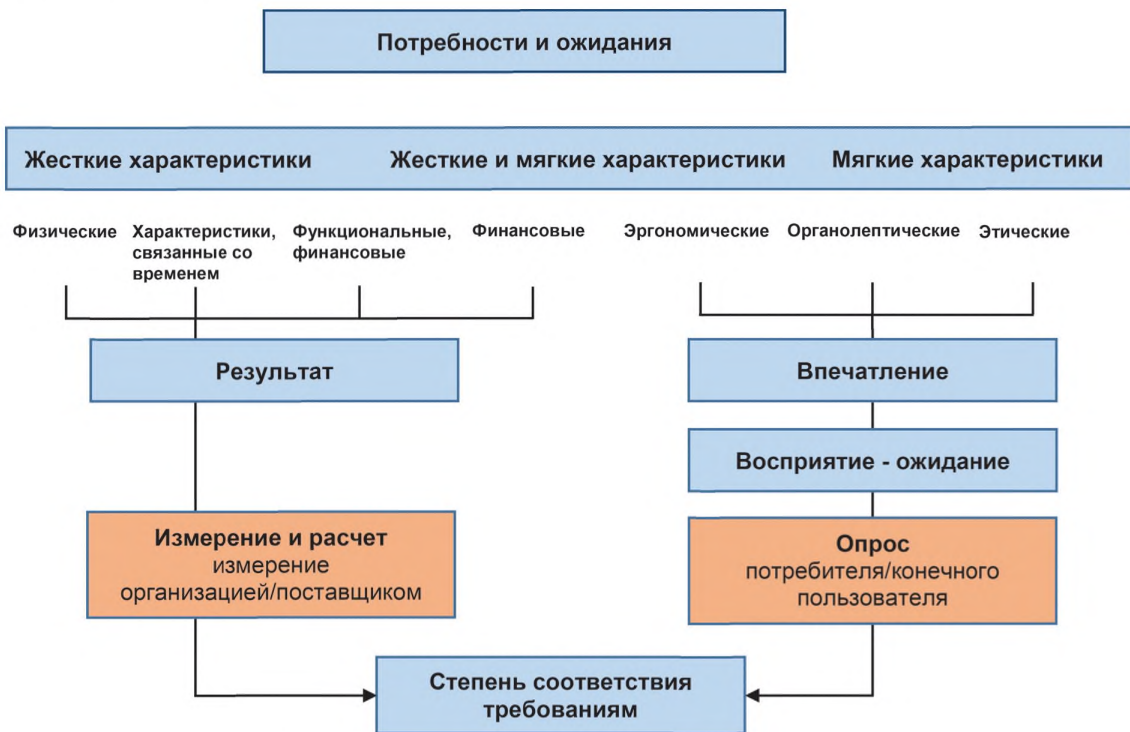 Потребности и ожидания
Жесткие характеристики
Жесткие и мягкие характеристики
Мягкие характеристики
Физические
Характеристики,
связанные со
временем
Функциональные,
финансовые
Финансовые
Эргономические
Органолептические
Этические
Результат
Впечатление
Восприятие - ожидание
Измерение и расчет
измерение
организацией/поставщиком
Опрос
потребителя/конечного
пользователя
Степень соответствия
требованиям